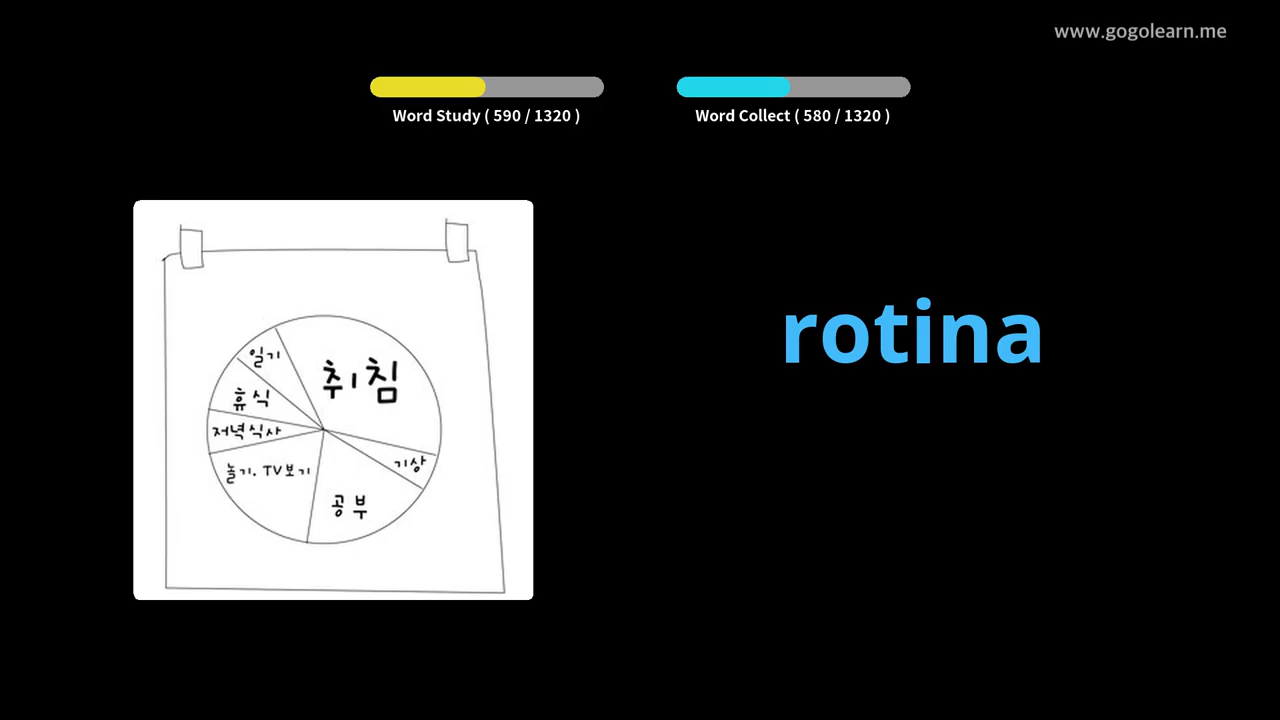 www.gogolearn.me
Word Study ( 590 / 1320 )
Word Collect ( 580 / 1320 )
rotina
일기
취침
휴식
저녁식사
기상
놀기. TV보기
공부